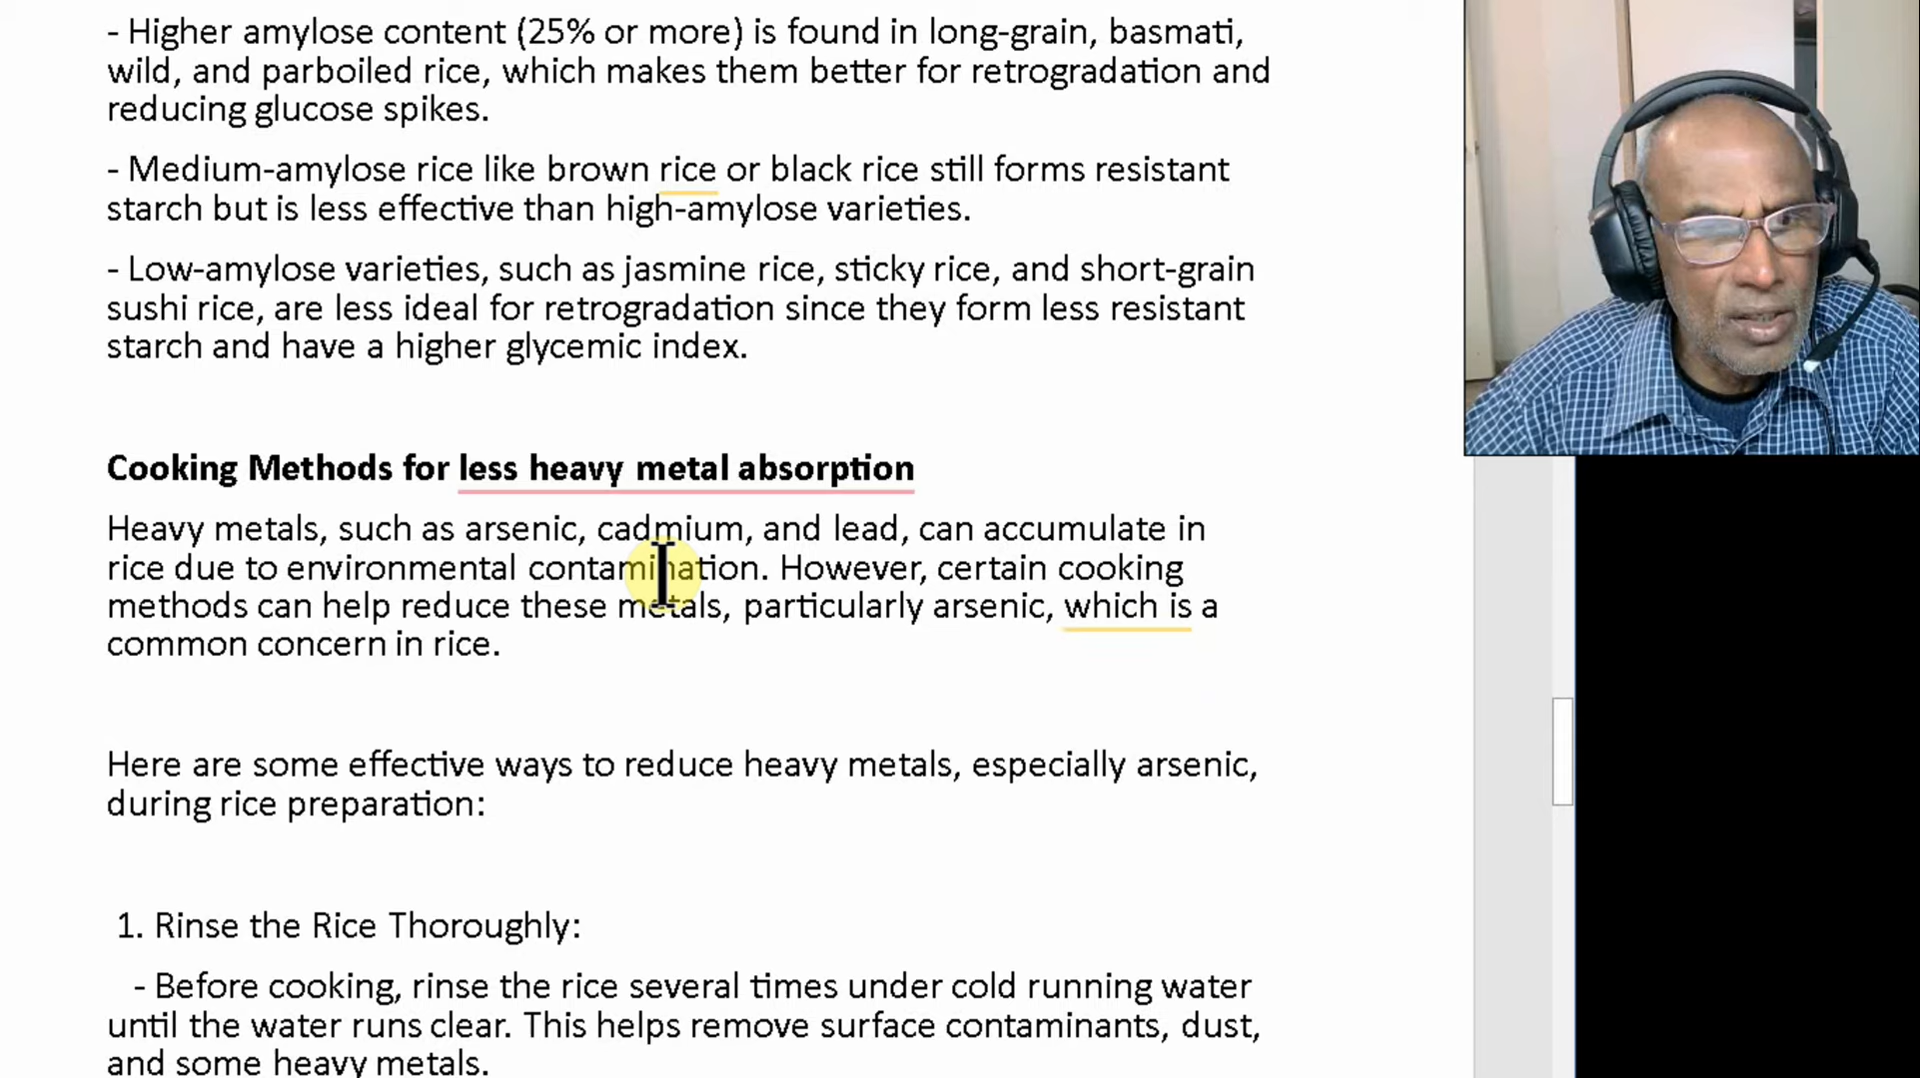 - Higher amylose content (25% or more) is found in long-grain, basmati,
wild, and parboiled rice, which makes them better for retrogradation and
reducing glucose spikes.
- Medium-amylose rice like brown rice or black rice still forms resistant
starch but is less effective than high-amylose varieties.
- Low-amylose varieties, such as jasmine rice, sticky rice, and short-grain
sushi rice, are less ideal for retrogradation since they form less resistant
starch and have a higher glycemic index.
Cooking Methods for less heavy metal absorption
Heavy metals, such as arsenic, cadmium, and lead, can accumulate in
rice due to environmental contamination. However, certain cooking
methods can help reduce these metals, particularly arsenic, which is a
common concern in rice.
Here are some effective ways to reduce heavy metals, especially arsenic,
during rice preparation:
1. Rinse the Rice Thoroughly:
- Before cooking, rinse the rice several times under cold running water
until the water runs clear. This helps remove surface contaminants, dust,
and some heavy metals.